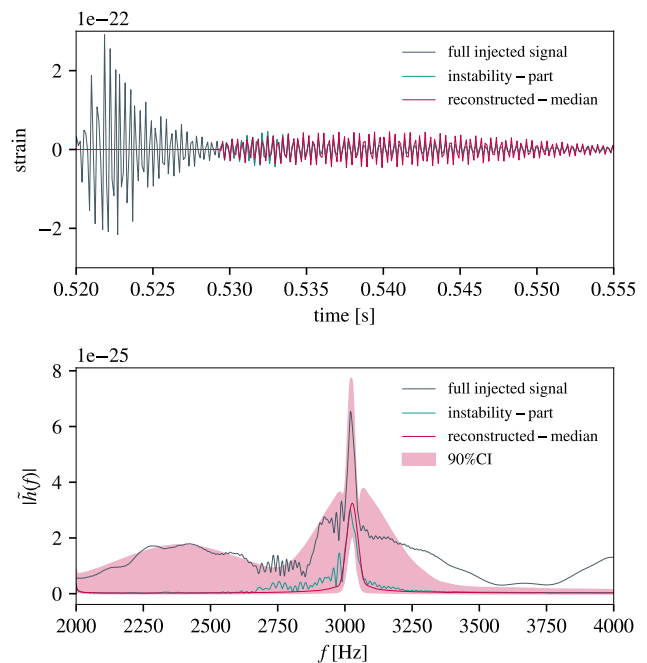 1e−22
full injected signal
instability−part
reconstructed−median
2
0
−2
strain
0.520 0.525 0.530 0.535 0.540 0.545 0.550 0.555
time [s]
1e−25
8
6
4
2
0
|h̃(f)|
full injected signal
instability−part
reconstructed−median
90%CI
2000 2250 2500 2750 3000 3250 3500 3750 4000
f [Hz]